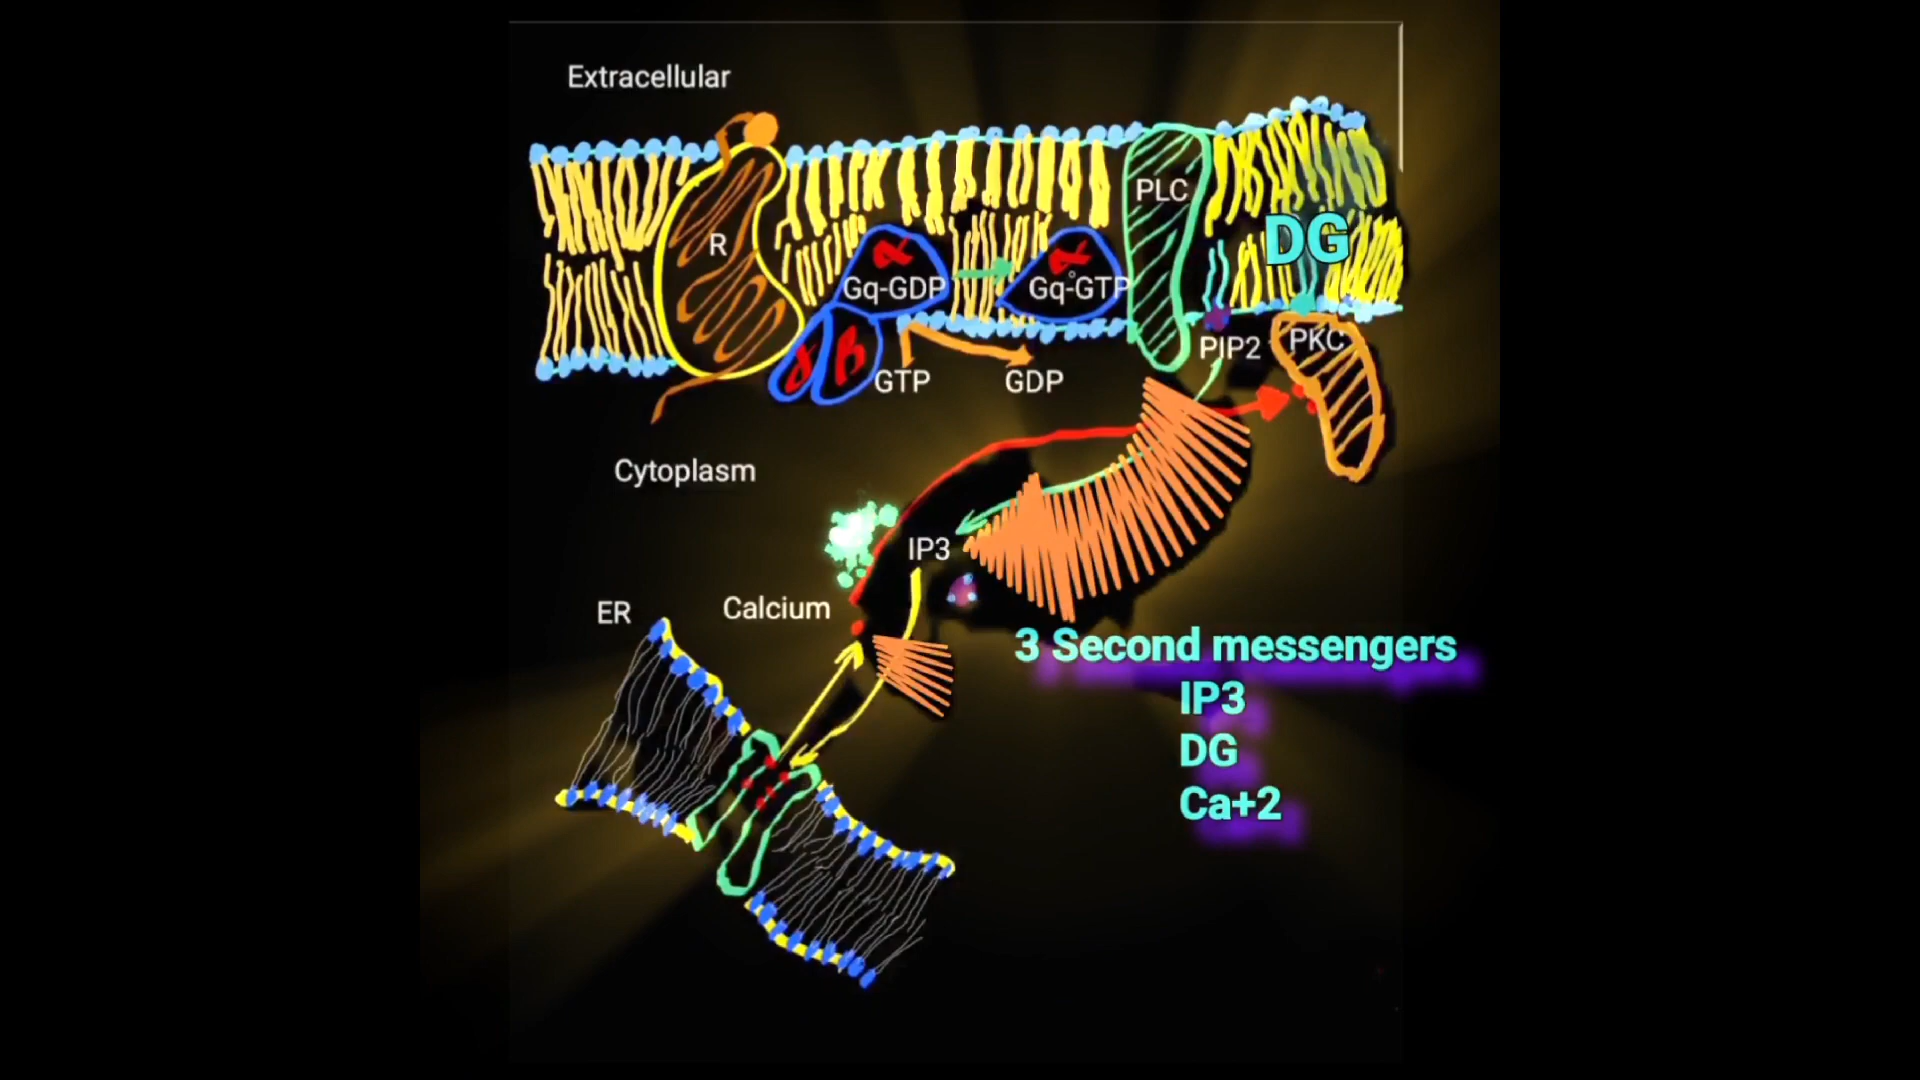 Extracellular
R
PLC
DG
α
Gq-GDP
α
Gq-GTP
γ
β
GTP
GDP
PIP2
PKC
Cytoplasm
IP3
ER
Calcium
3 Second messengers
IP3
DG
Ca+2